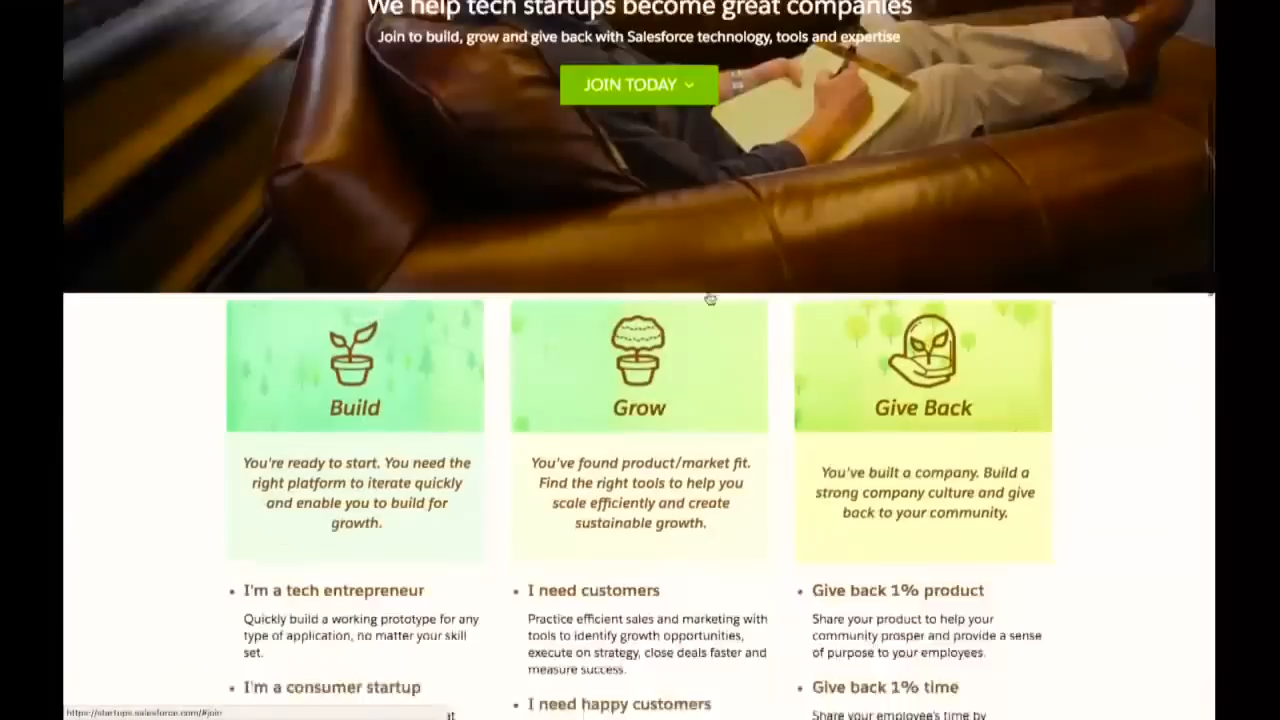 We help tech startups become great companies
Join to build, grow and give back with Salesforce technology, tools and expertise
JOIN TODAY
Build
You're ready to start. You need the
right platform to iterate quickly
and enable you to build for
growth.
• I'm a tech entrepreneur
Quickly build a working prototype for any
type of application, no matter your skill
set.
• I'm a consumer startup
at
Grow
You've found product/market fit.
Find the right tools to help you
scale efficiently and create
sustainable growth.
• I need customers
Practice efficient sales and marketing with
tools to identify growth opportunities,
execute on strategy, close deals faster and
measure success.
• I need happy customers
Give Back
You've built a company. Build a
strong company culture and give
back to your community.
• Give back 1% product
Share your product to help your
community prosper and provide a sense
of purpose to your employees.
• Give back 1% time
Share your employee's time by
https://startups.salesforce.com/#join